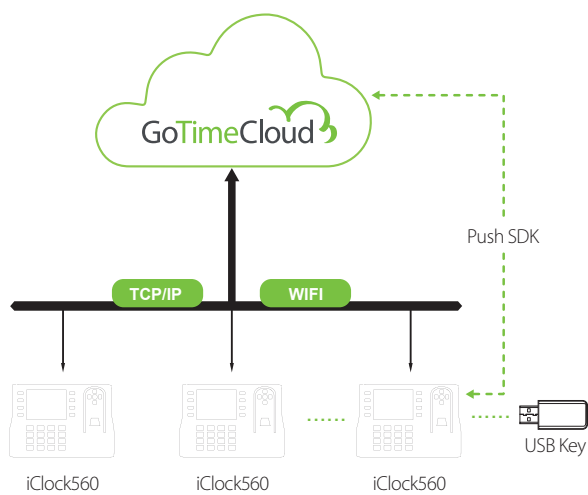 GoTimeCloud
Push SDK
TCP/IP
WIFI
USB Key
iClock560
iClock560
iClock560